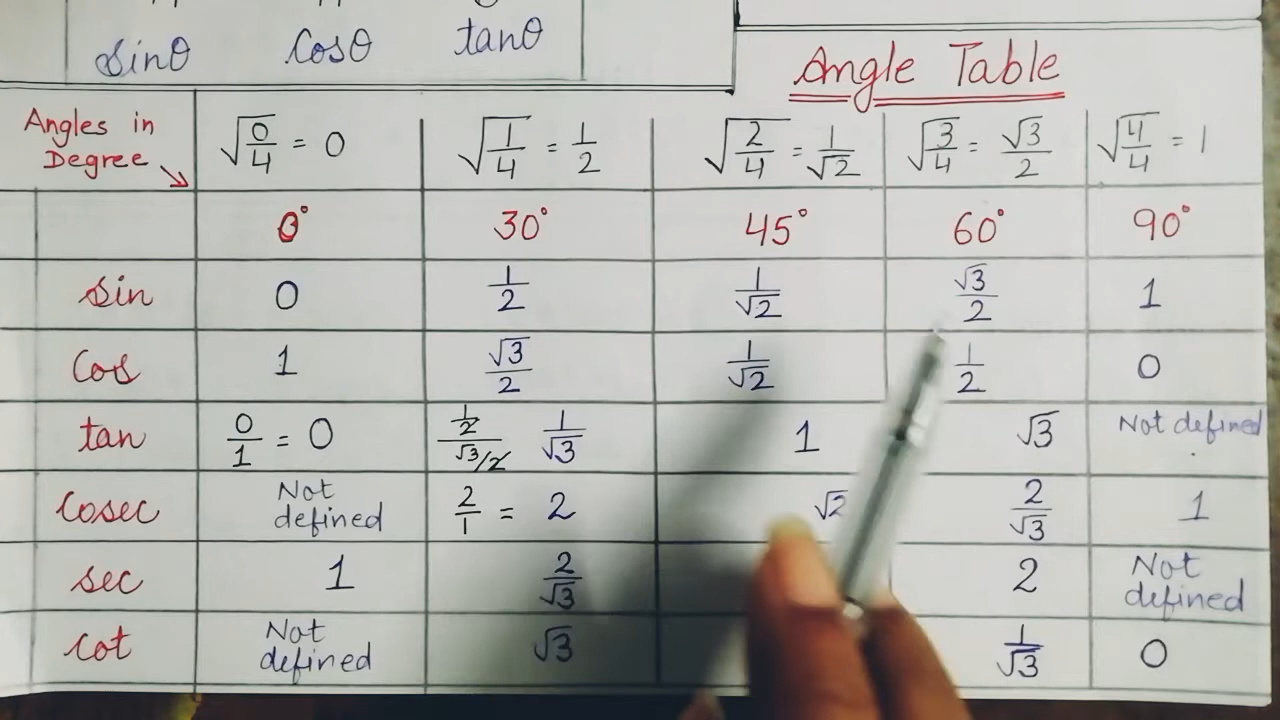 sinθ cosθ tanθ
Angle Table
Angles in Degree ↘ √0/4 = 0 √1/4 = 1/2 √2/4 = 1/√2 √3/4 = √3/2 √4/4 = 1
0° 30° 45° 60° 90°
sin 0 1/2 1/√2 √3/2 1
Cos 1 √3/2 1/√2 1/2 0
tan 0/1 = 0 1/2/√3/2 1/√3 1 √3 Not defined
Cosec Not defined 2/1 = 2 √2 2/√3 1
sec 1 2/√3 2 Not defined
cot Not defined √3 1/√3 0